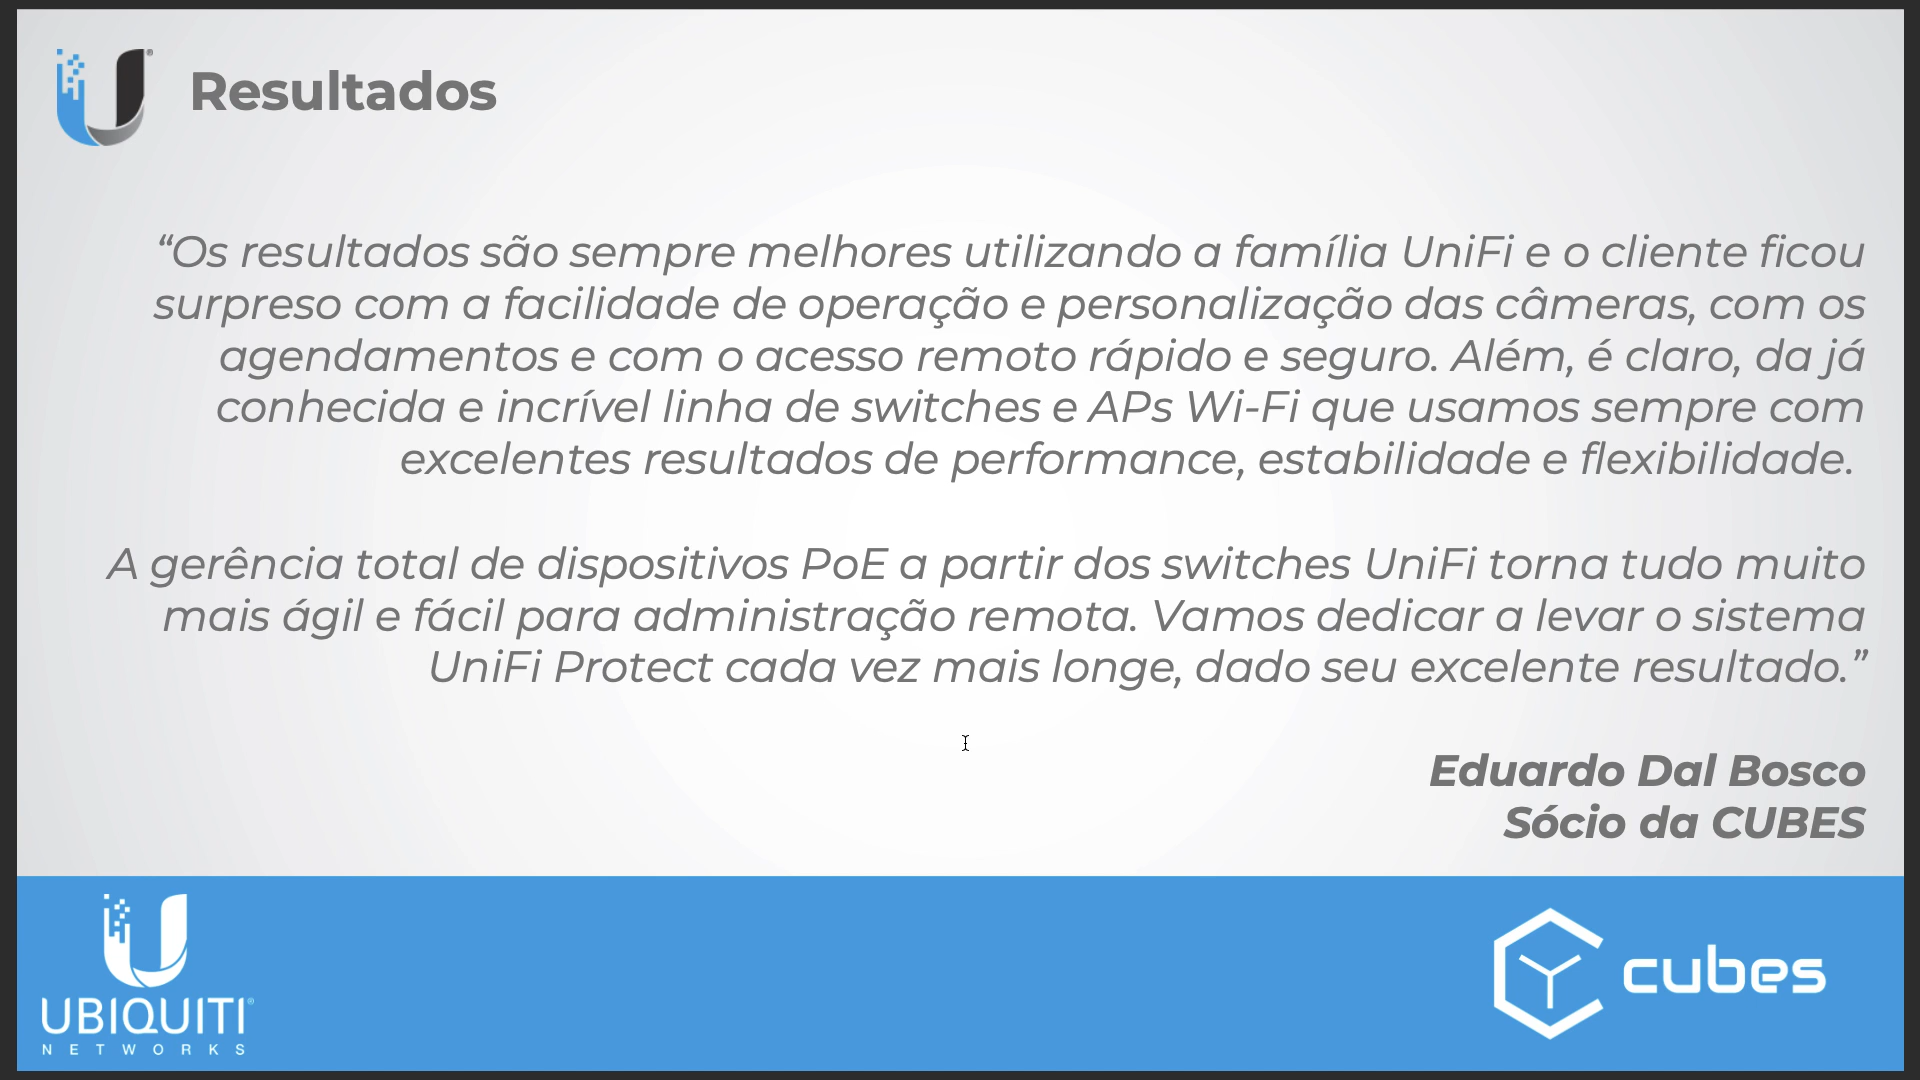 Resultados
“Os resultados são sempre melhores utilizando a família UniFi e o cliente ficou
surpreso com a facilidade de operação e personalização das câmeras, com os
agendamentos e com o acesso remoto rápido e seguro. Além, é claro, da já
conhecida e incrível linha de switches e APs Wi-Fi que usamos sempre com
excelentes resultados de performance, estabilidade e flexibilidade.
A gerência total de dispositivos PoE a partir dos switches UniFi torna tudo muito
mais ágil e fácil para administração remota. Vamos dedicar a levar o sistema
UniFi Protect cada vez mais longe, dado seu excelente resultado.”
Eduardo Dal Bosco
Sócio da CUBES
UBIQUITI®
NETWORKS
cubes